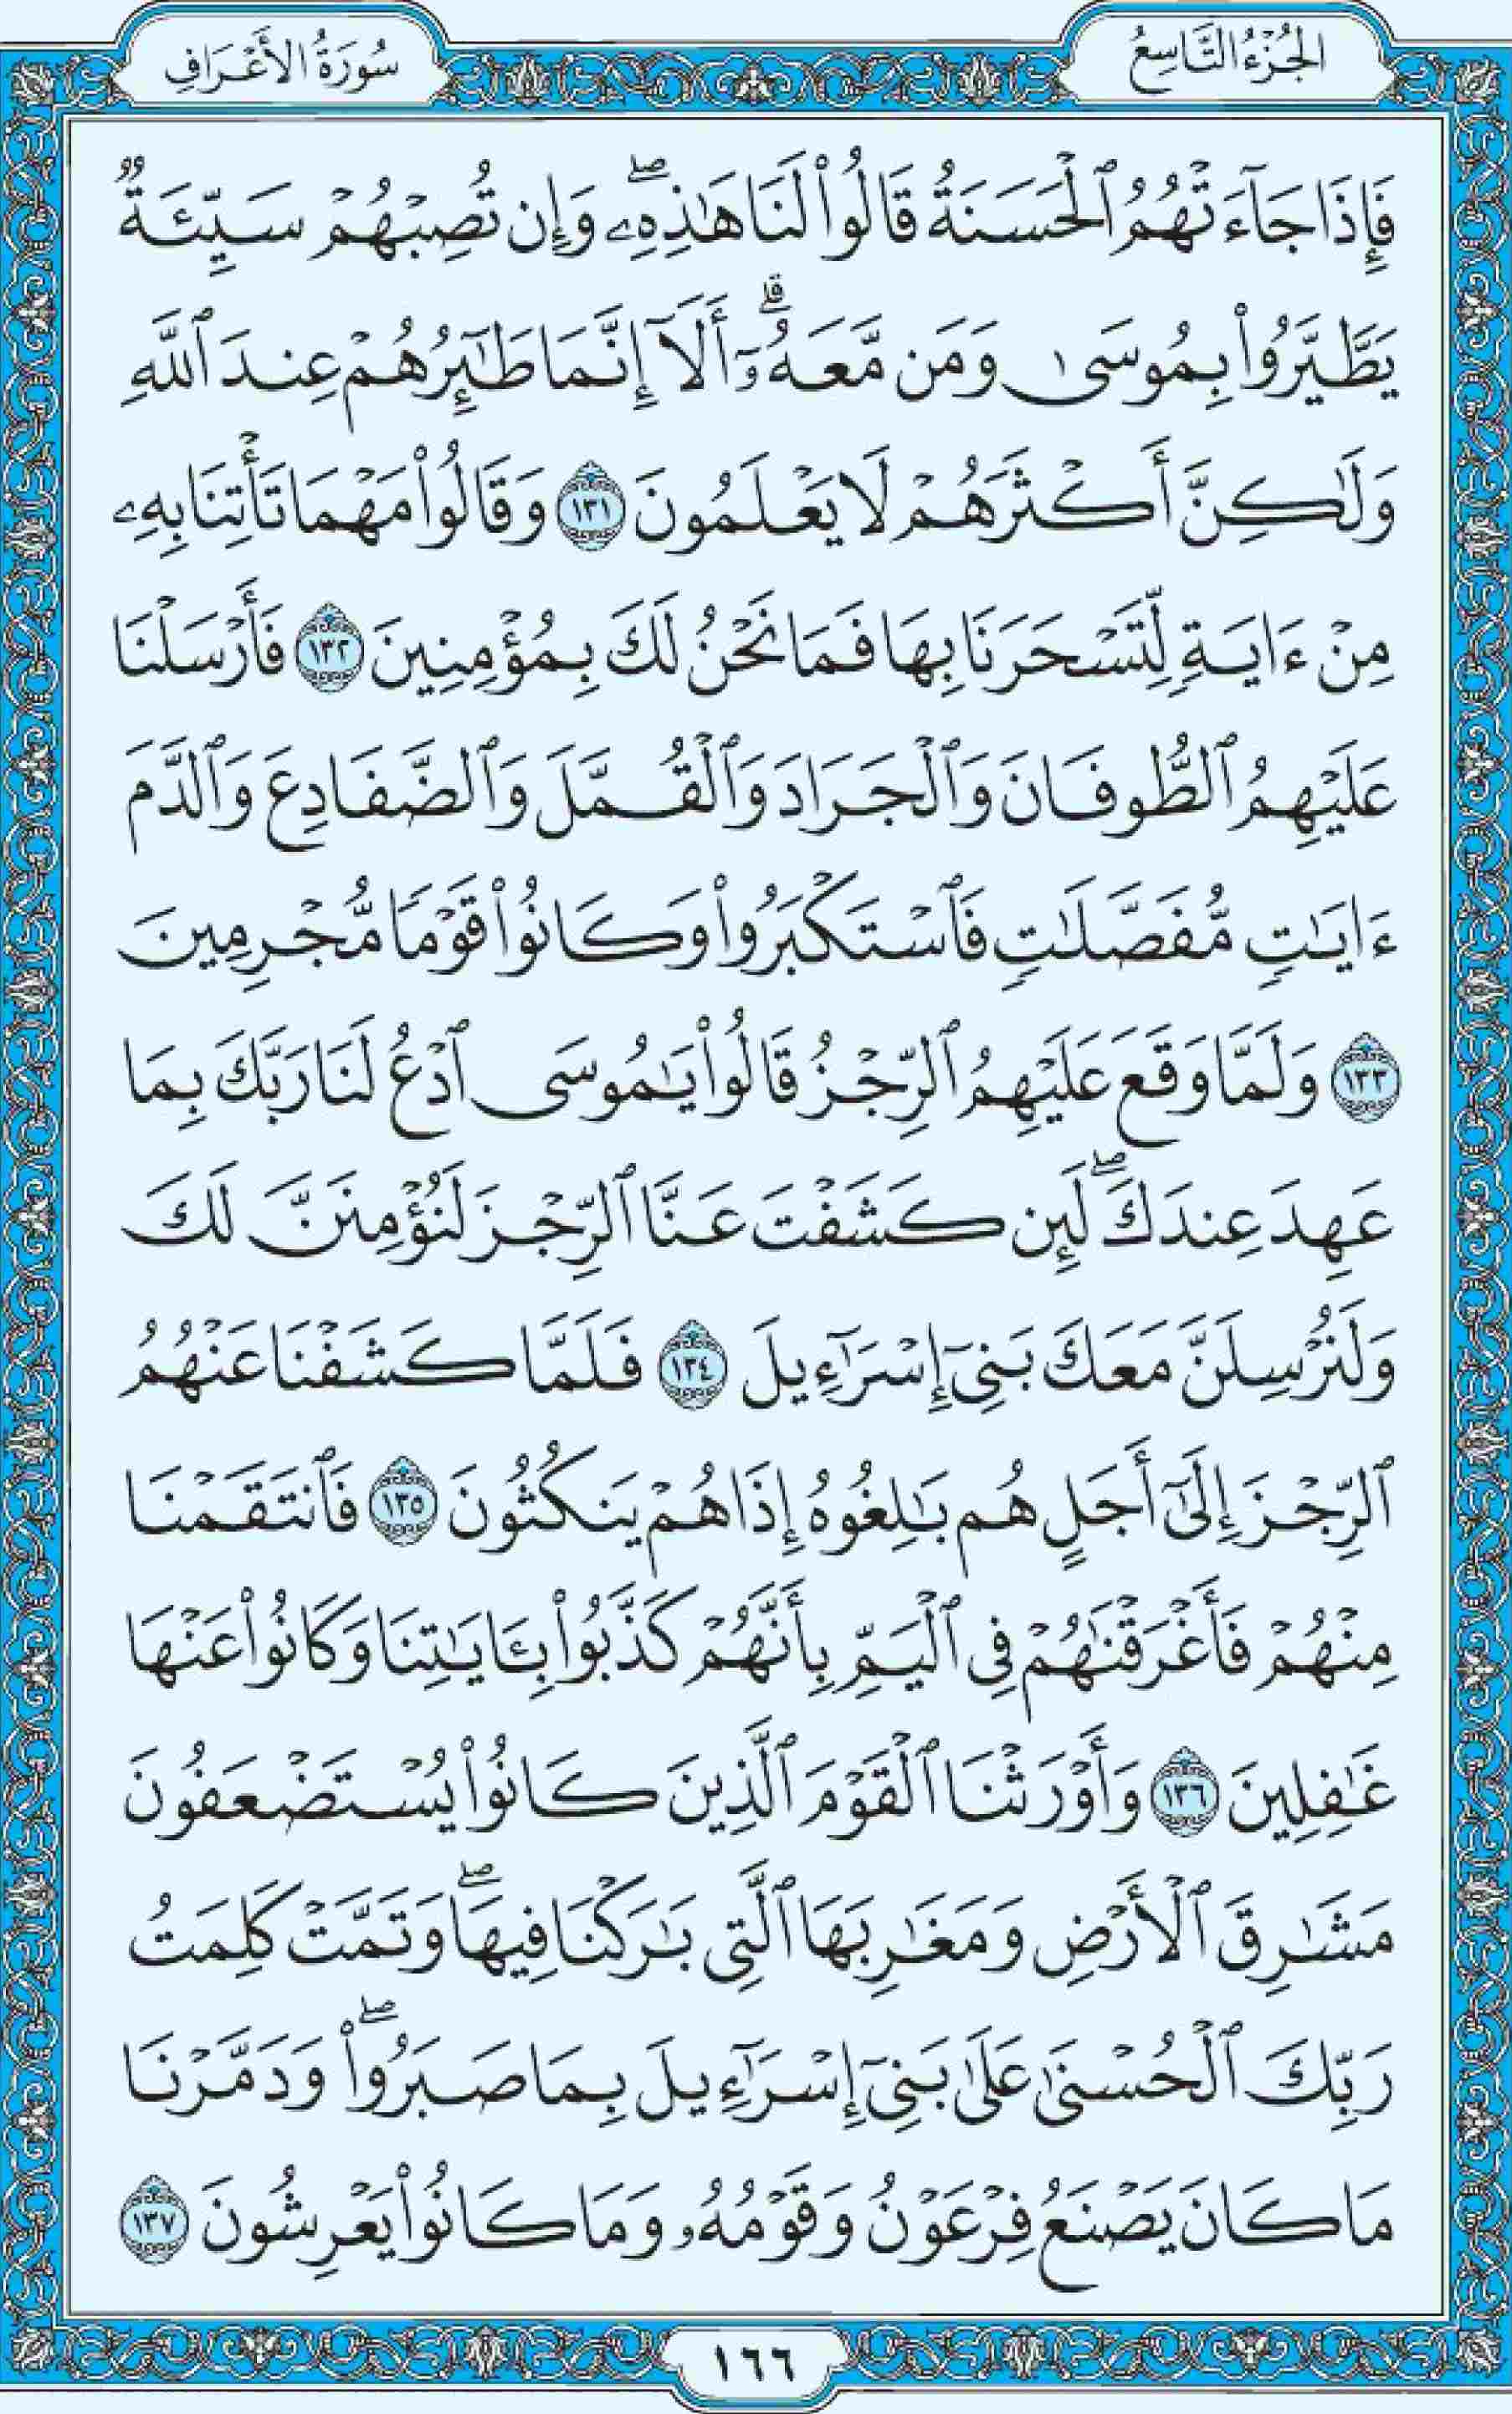 الجُزْءُ التَّاسِعُ
سُورَةُ الأَعْرَافِ
فَإِذَا جَآءَتْهُمُ ٱلْحَسَنَةُ قَالُوا۟ لَنَا هَٰذِهِۦ ۖ وَإِن تُصِبْهُمْ سَيِّئَةٌ
يَطَّيَّرُوا۟ بِمُوسَىٰ وَمَن مَّعَهُۥٓ ۗ أَلَآ إِنَّمَا طَٰٓئِرُهُمْ عِندَ ٱللَّهِ
وَلَٰكِنَّ أَكْثَرَهُمْ لَا يَعْلَمُونَ ١٣١ وَقَالُوا۟ مَهْمَا تَأْتِنَا بِهِۦ
مِنْ ءَايَةٍ لِّتَسْحَرَنَا بِهَا فَمَا نَحْنُ لَكَ بِمُؤْمِنِينَ ١٣٢ فَأَرْسَلْنَا
عَلَيْهِمُ ٱلطُّوفَانَ وَٱلْجَرَادَ وَٱلْقُمَّلَ وَٱلضَّفَادِعَ وَٱلدَّمَ
ءَايَٰتٍ مُّفَصَّلَٰتٍ فَٱسْتَكْبَرُوا۟ وَكَانُوا۟ قَوْمًا مُّجْرِمِينَ
١٣٣ وَلَمَّا وَقَعَ عَلَيْهِمُ ٱلرِّجْزُ قَالُوا۟ يَٰمُوسَى ٱدْعُ لَنَا رَبَّكَ بِمَا
عَهِدَ عِندَكَ ۖ لَئِن كَشَفْتَ عَنَّا ٱلرِّجْزَ لَنُؤْمِنَنَّ لَكَ
وَلَنُرْسِلَنَّ مَعَكَ بَنِىٓ إِسْرَٰٓءِيلَ ١٣٤ فَلَمَّا كَشَفْنَا عَنْهُمُ
ٱلرِّجْزَ إِلَىٰٓ أَجَلٍ هُم بَٰلِغُوهُ إِذَا هُمْ يَنكُثُونَ ١٣٥ فَٱنتَقَمْنَا
مِنْهُمْ فَأَغْرَقْنَٰهُمْ فِى ٱلْيَمِّ بِأَنَّهُمْ كَذَّبُوا۟ بِـَٔايَٰتِنَا وَكَانُوا۟ عَنْهَا
غَٰفِلِينَ ١٣٦ وَأَوْرَثْنَا ٱلْقَوْمَ ٱلَّذِينَ كَانُوا۟ يُسْتَضْعَفُونَ
مَشَٰرِقَ ٱلْأَرْضِ وَمَغَٰرِبَهَا ٱلَّتِى بَٰرَكْنَا فِيهَا ۖ وَتَمَّتْ كَلِمَتُ
رَبِّكَ ٱلْحُسْنَىٰ عَلَىٰ بَنِىٓ إِسْرَٰٓءِيلَ بِمَا صَبَرُوا۟ ۖ وَدَمَّرْنَا
مَا كَانَ يَصْنَعُ فِرْعَوْنُ وَقَوْمُهُۥ وَمَا كَانُوا۟ يَعْرِشُونَ ١٣٧
١٦٦